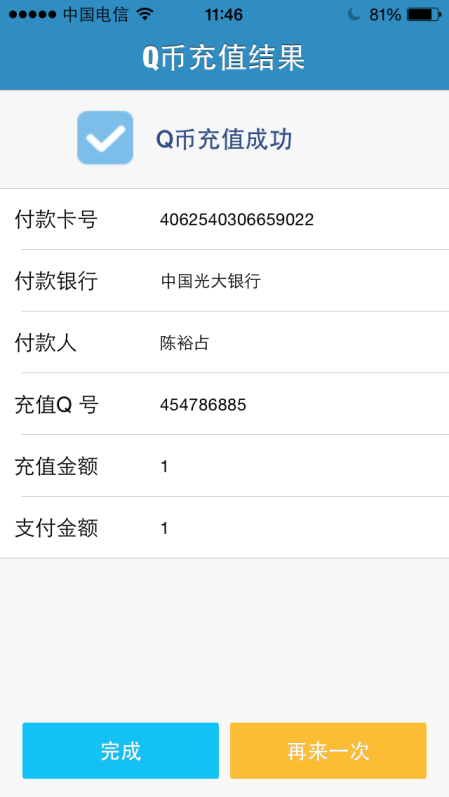 中国电信 11:46 81%
Q币充值结果
Q币充值成功
付款卡号 4062540306659022
付款银行 中国光大银行
付款人 陈裕占
充值Q 号 454786885
充值金额 1
支付金额 1
完成 再来一次